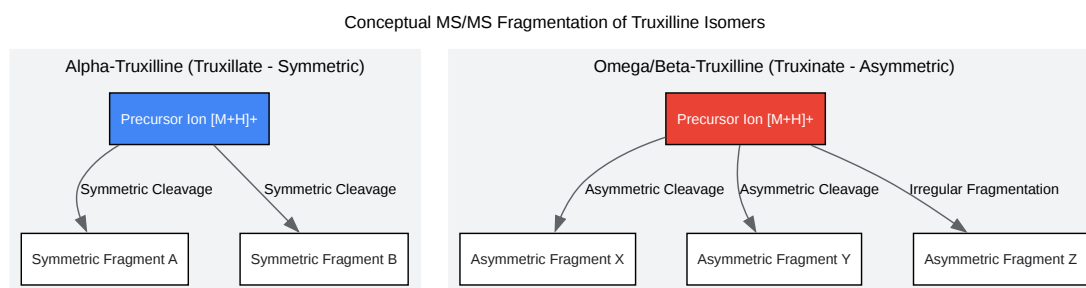 Conceptual MS/MS Fragmentation of Truxilline Isomers
Alpha-Truxilline (Truxillate - Symmetric)
Precursor Ion [M+H]+
Symmetric Cleavage
Symmetric Cleavage
Symmetric Fragment A
Symmetric Fragment B
Omega/Beta-Truxilline (Truxinate - Asymmetric)
Precursor Ion [M+H]+
Asymmetric Cleavage
Asymmetric Cleavage
Irregular Fragmentation
Asymmetric Fragment X
Asymmetric Fragment Y
Asymmetric Fragment Z